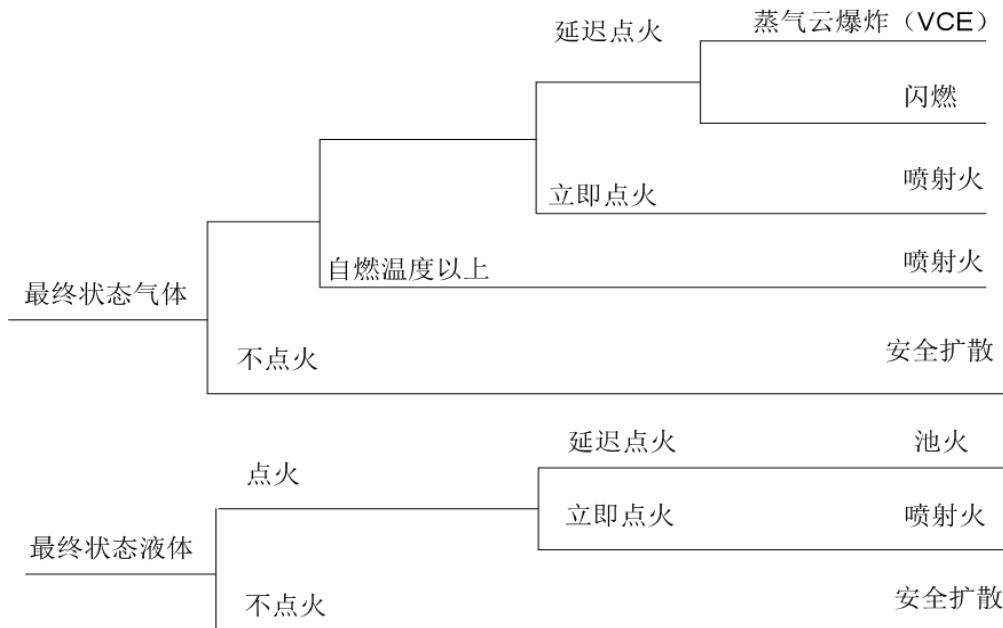 延迟点火 蒸气云爆炸（VCE）
闪燃
立即点火 喷射火
自燃温度以上 喷射火
最终状态气体
不点火 安全扩散
延迟点火 池火
点火
立即点火 喷射火
最终状态液体
不点火 安全扩散